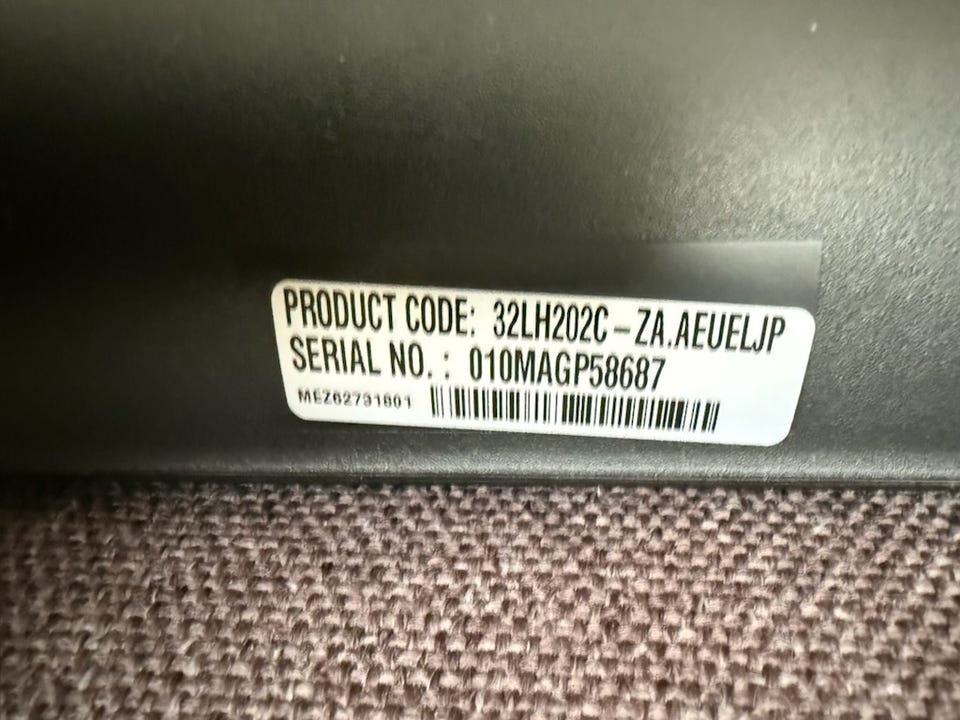 PRODUCT CODE: 32LH202C-ZA.AEUELJP
SERIAL NO. : 010MAGP58687
MEZ62731801